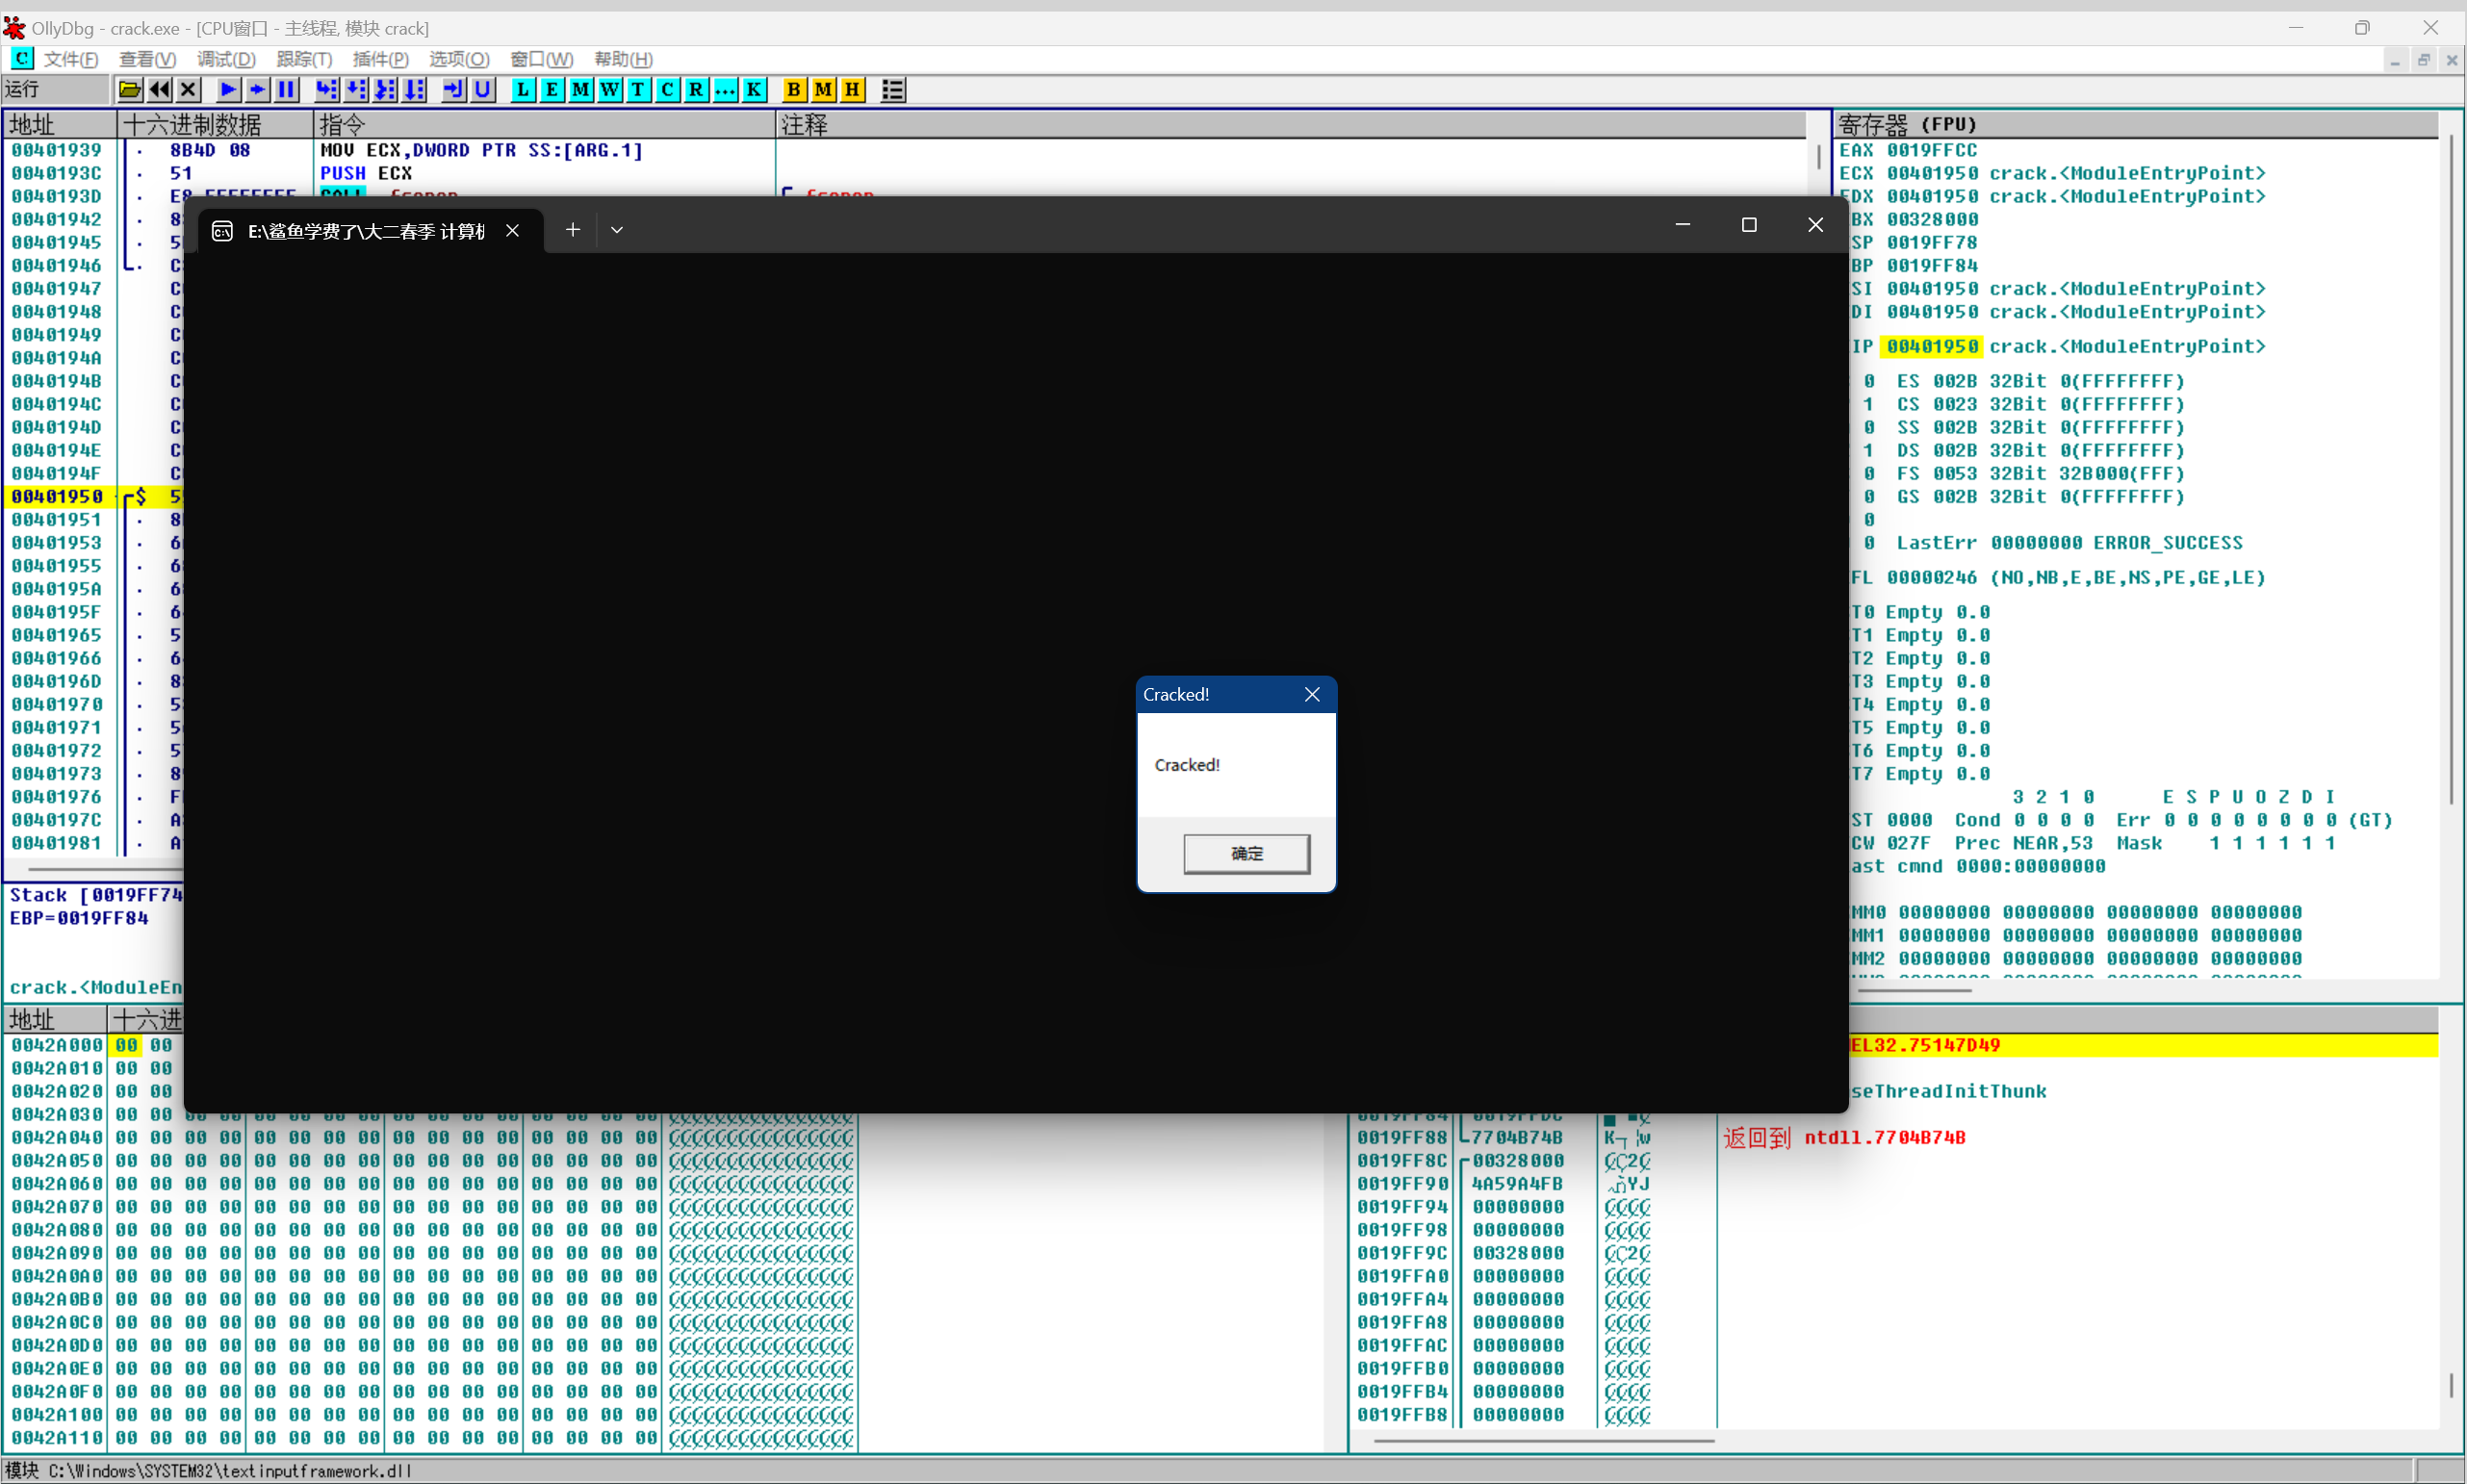 OllyDbg - crack.exe - [CPU窗口 - 主线程, 模块 crack]
C 文件(F) 查看(V) 调试(D) 跟踪(T) 插件(P) 选项(O) 窗口(W) 帮助(H)
运行 L E M W T C R ... K B M H
地址 十六进制数据 指令 注释
00401939 8B4D 08 MOV ECX,DWORD PTR SS:[ARG.1]
0040193C 51 PUSH ECX
0040193D
00401942
00401945
00401946
00401947
00401948
00401949
0040194A
0040194B
0040194C
0040194D
0040194E
0040194F
00401950 $
00401951
00401953
00401955
0040195A
0040195F
00401965
00401966
0040196D
00401970
00401971
00401972
00401973
00401976
0040197C
00401981
Stack [0019FF74
EBP=0019FF84
crack.<ModuleEn
E:\鲨鱼学费了\大二春季 计算机
Cracked!
Cracked!
确定
寄存器 (FPU)
EAX 0019FFCC
ECX 00401950 crack.<ModuleEntryPoint>
EDX 00401950 crack.<ModuleEntryPoint>
BX 00328000
SP 0019FF78
BP 0019FF84
SI 00401950 crack.<ModuleEntryPoint>
DI 00401950 crack.<ModuleEntryPoint>
IP 00401950 crack.<ModuleEntryPoint>
0 ES 002B 32Bit 0(FFFFFFFF)
1 CS 0023 32Bit 0(FFFFFFFF)
0 SS 002B 32Bit 0(FFFFFFFF)
1 DS 002B 32Bit 0(FFFFFFFF)
0 FS 0053 32Bit 32B000(FFF)
0 GS 002B 32Bit 0(FFFFFFFF)
0
0 LastErr 00000000 ERROR_SUCCESS
FL 00000246 (NO,NB,E,BE,NS,PE,GE,LE)
T0 Empty 0.0
T1 Empty 0.0
T2 Empty 0.0
T3 Empty 0.0
T4 Empty 0.0
T5 Empty 0.0
T6 Empty 0.0
T7 Empty 0.0
3 2 1 0 E S P U O Z D I
ST 0000 Cond 0 0 0 0 Err 0 0 0 0 0 0 0 0 (GT)
CW 027F Prec NEAR,53 Mask 1 1 1 1 1 1
ast cmnd 0000:00000000
MM0 00000000 00000000 00000000 00000000
MM1 00000000 00000000 00000000 00000000
MM2 00000000 00000000 00000000 00000000
地址 十六进
0042A000 00 00
0042A010 00 00
0042A020 00 00
0042A030 00 00
0042A040 00 00 00 00 00 00 00 00 00 00 00 00 00 00 00 00
0042A050 00 00 00 00 00 00 00 00 00 00 00 00 00 00 00 00
0042A060 00 00 00 00 00 00 00 00 00 00 00 00 00 00 00 00
0042A070 00 00 00 00 00 00 00 00 00 00 00 00 00 00 00 00
0042A080 00 00 00 00 00 00 00 00 00 00 00 00 00 00 00 00
0042A090 00 00 00 00 00 00 00 00 00 00 00 00 00 00 00 00
0042A0A0 00 00 00 00 00 00 00 00 00 00 00 00 00 00 00 00
0042A0B0 00 00 00 00 00 00 00 00 00 00 00 00 00 00 00 00
0042A0C0 00 00 00 00 00 00 00 00 00 00 00 00 00 00 00 00
0042A0D0 00 00 00 00 00 00 00 00 00 00 00 00 00 00 00 00
0042A0E0 00 00 00 00 00 00 00 00 00 00 00 00 00 00 00 00
0042A0F0 00 00 00 00 00 00 00 00 00 00 00 00 00 00 00 00
0042A100 00 00 00 00 00 00 00 00 00 00 00 00 00 00 00 00
0042A110 00 00 00 00 00 00 00 00 00 00 00 00 00 00 00 00
EL32.75147D49
seThreadInitThunk
0019FF88 7704B74B 返回到 ntdll.7704B74B
0019FF8C 00328000
0019FF90 4A59A4FB
0019FF94 00000000
0019FF98 00000000
0019FF9C 00328000
0019FFA0 00000000
0019FFA4 00000000
0019FFA8 00000000
0019FFAC 00000000
0019FFB0 00000000
0019FFB4 00000000
0019FFB8 00000000
模块 C:\Windows\SYSTEM32\textinputframework.dll